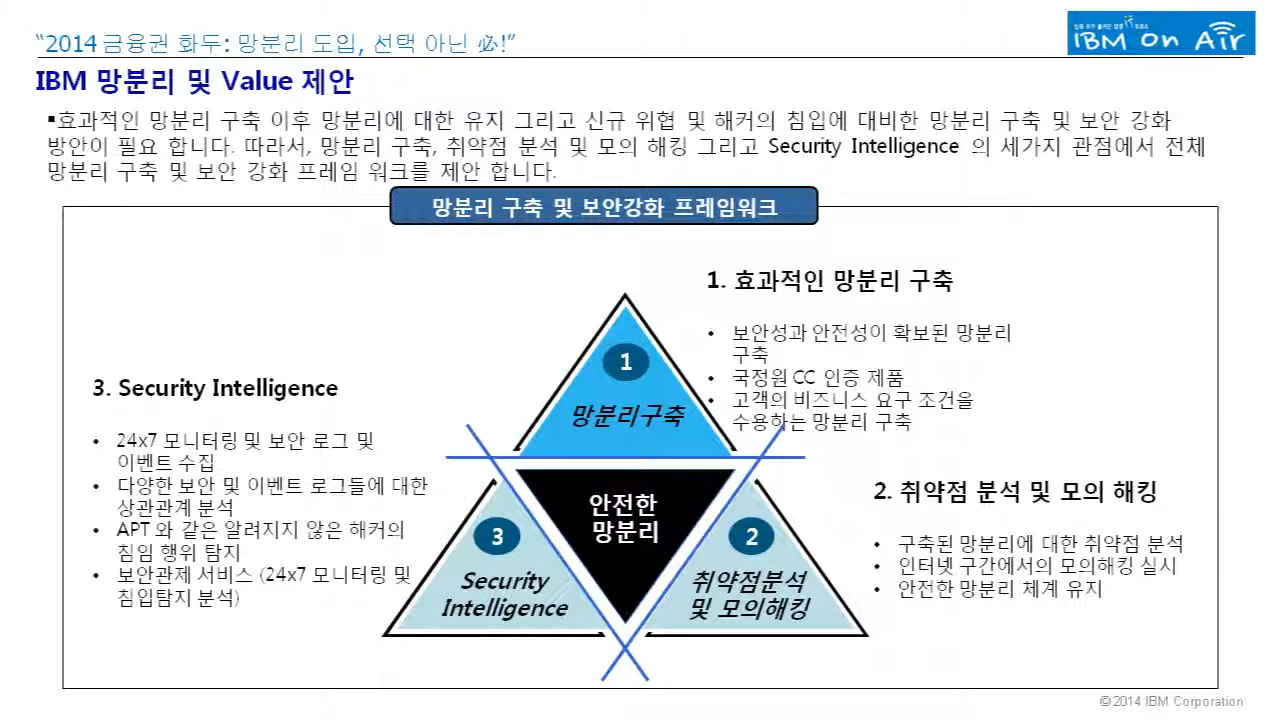 "2014 금융권 화두: 망분리 도입, 선택 아닌 必!"
IBM On Air
IBM 망분리 및 Value 제안
▪효과적인 망분리 구축 이후 망분리에 대한 유지 그리고 신규 위협 및 해커의 침입에 대비한 망분리 구축 및 보안 강화
방안이 필요 합니다. 따라서, 망분리 구축, 취약점 분석 및 모의 해킹 그리고 Security Intelligence 의 세가지 관점에서 전체
망분리 구축 및 보안 강화 프레임 워크를 제안 합니다.
망분리 구축 및 보안강화 프레임워크
1. 효과적인 망분리 구축
• 보안성과 안전성이 확보된 망분리
구축
• 국정원 CC 인증 제품
• 고객의 비즈니스 요구 조건을
수용하는 망분리 구축
1
망분리구축
3. Security Intelligence
• 24x7 모니터링 및 보안 로그 및
이벤트 수집
• 다양한 보안 및 이벤트 로그들에 대한
상관관계 분석
• APT 와 같은 알려지지 않은 해커의
침임 행위 탐지
• 보안관제 서비스 (24x7 모니터링 및
침입탐지 분석)
안전한
망분리
3
Security
Intelligence
2
취약점분석
및 모의해킹
2. 취약점 분석 및 모의 해킹
• 구축된 망분리에 대한 취약점 분석
• 인터넷 구간에서의 모의해킹 실시
• 안전한 망분리 체계 유지
©2014 IBM Corporation